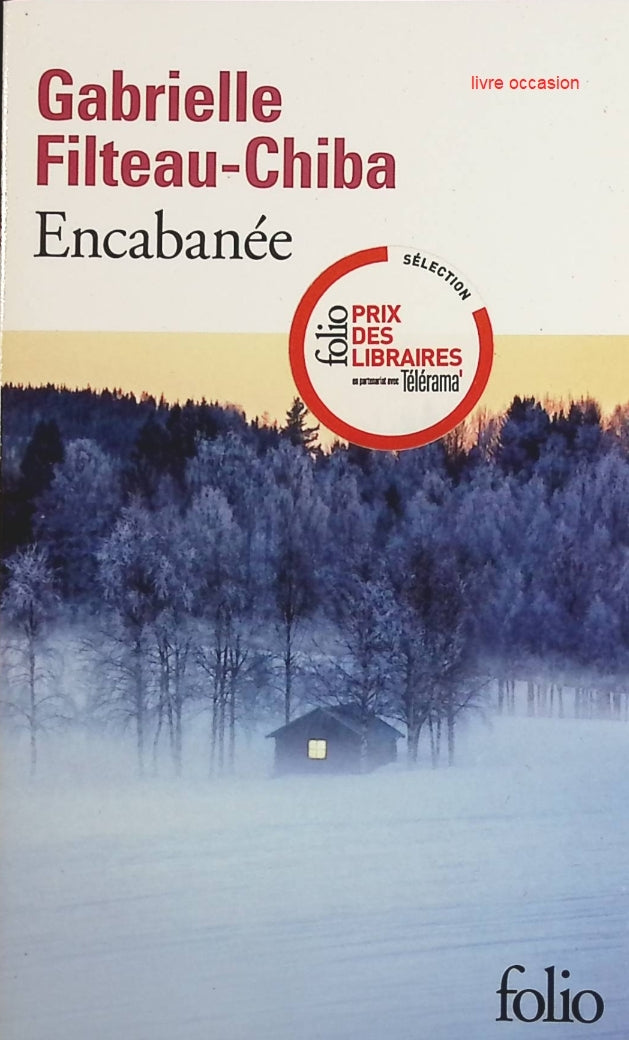 Gabrielle
Filteau-Chiba
Encabanée
livre occasion
SÉLECTION
folio
PRIX
DES
LIBRAIRES
en partenariat avec Télérama'
folio